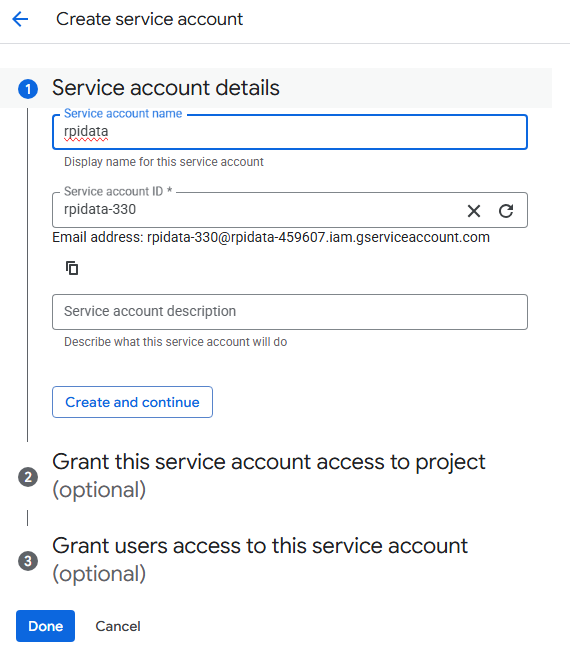 Create service account
1 Service account details
Service account name
rpidata
Display name for this service account
Service account ID *
rpidata-330
Email address: rpidata-330@rpidata-459607.iam.gserviceaccount.com
Service account description
Describe what this service account will do
Create and continue
2 Grant this service account access to project
(optional)
3 Grant users access to this service account
(optional)
Done Cancel